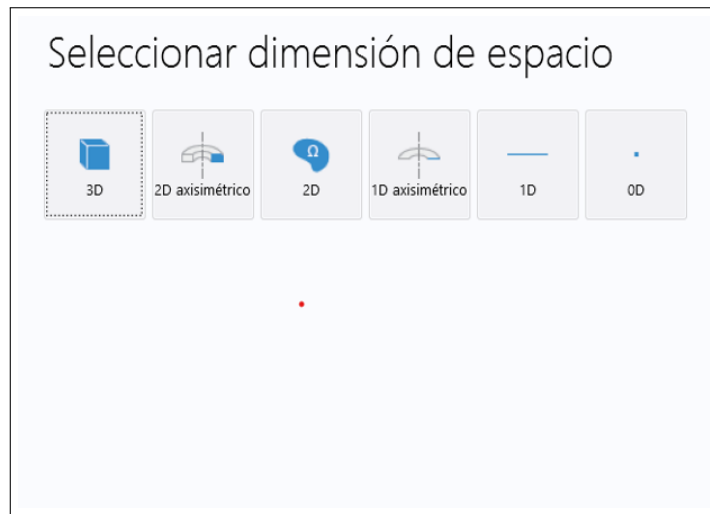 Seleccionar dimensión de espacio
Ω
3D 2D axisimétrico 2D 1D axisimétrico 1D 0D